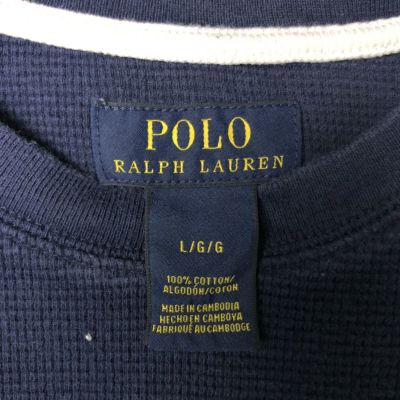 POLO
RALPH LAUREN
L/G/G
100% COTTON/
ALGODÓN/COTON
MADE IN CAMBODIA
HECHO EN CAMBOYA
FABRIQUÉ AU CAMBODGE